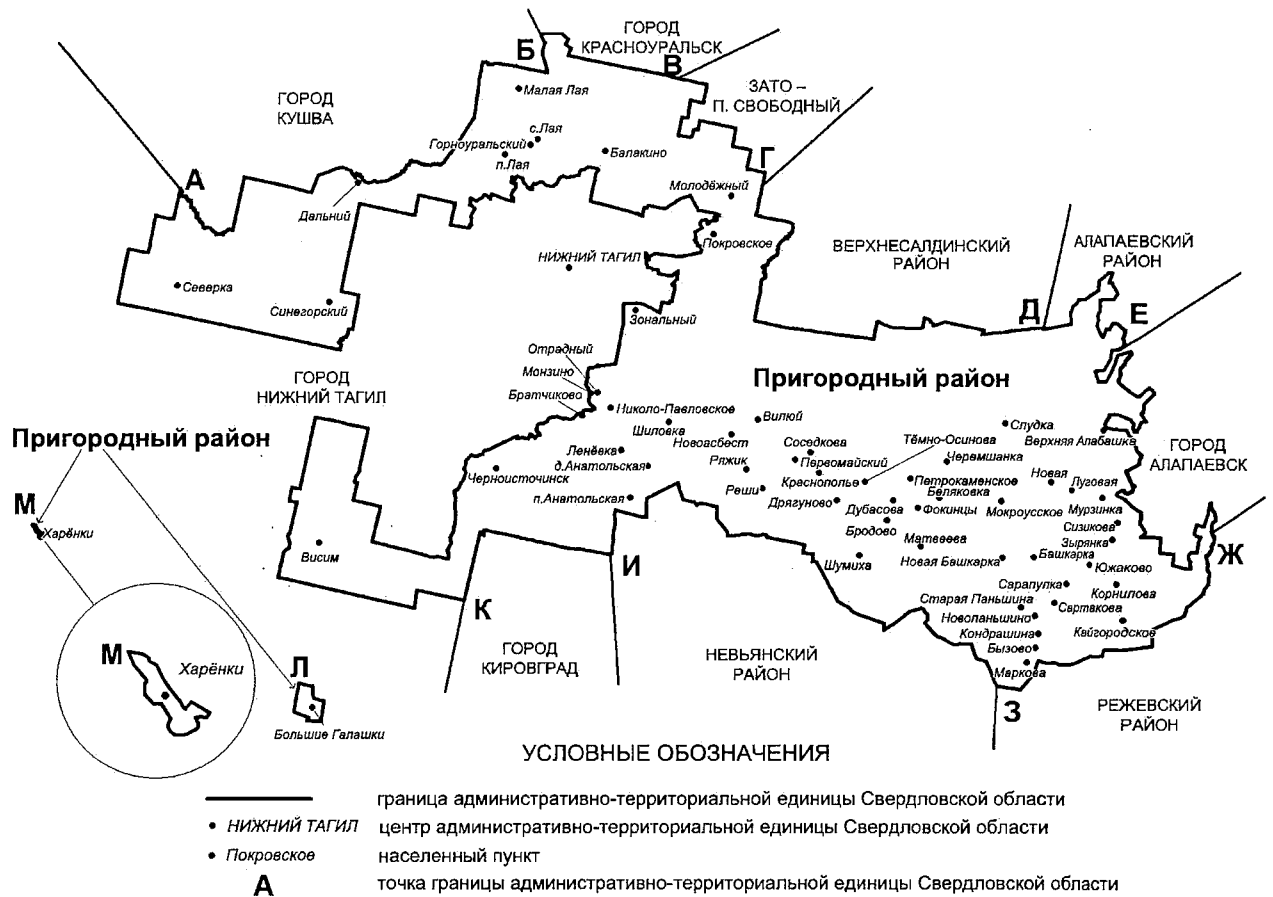 ГОРОД
КРАСНОУРАЛЬСК
Б
В
ЗАТО –
П. СВОБОДНЫЙ
ГОРОД
КУШВА
Малая Лая
с.Лая
Горноуральский
п.Лая
Балакино
А
Г
Дальний
Молодёжный
Покровское
ВЕРХНЕСАЛДИНСКИЙ
РАЙОН
АЛАПАЕВСКИЙ
РАЙОН
НИЖНИЙ ТАГИЛ
Северка
Синегорский
Зональный
Д
Е
Отрадный
Монзино
Братчиково
ГОРОД
НИЖНИЙ ТАГИЛ
Пригородный район
Николо-Павловское
Шиловка
Вилюй
Новоасбест
Слудка
Верхняя Алабашка
Пригородный район
Леневка
д.Анатольская
Черноисточинск
п.Анатольская
Ряжик
Реши
Соседкова
Первомайский
Краснополье
Тёмно-Осинова
Черемшанка
ГОРОД
АЛАПАЕВСК
Новая
Луговая
Петрокаменское
Беляковка
Дрягуново
Дубасова
Фокинцы
Мокроусское
Мурзинка
Бродово
Сизикова
М
Харёнки
Висим
Матвеева
Зырянка
Шумиха
Новая Башкарка
Башкарка
Южаково
Ж
И
К
Сарапулка
Корнилова
Старая Паньшина
Свртакова
Новопаньшино
Кондрашина
Кайгородское
Бызово
Маркова
ГОРОД
КИРОВГРАД
НЕВЬЯНСКИЙ
РАЙОН
З
РЕЖЕВСКИЙ
РАЙОН
М
Харёнки
Л
Большие Галашки
УСЛОВНЫЕ ОБОЗНАЧЕНИЯ
граница административно-территориальной единицы Свердловской области
НИЖНИЙ ТАГИЛ центр административно-территориальной единицы Свердловской области
Покровское населенный пункт
А точка границы административно-территориальной единицы Свердловской области